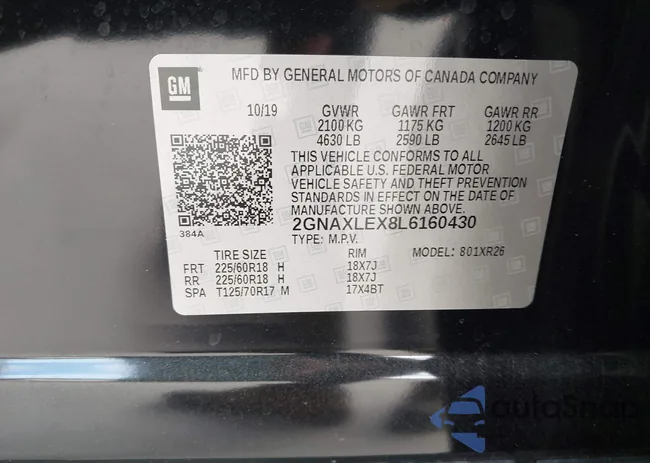 GM
MFD BY GENERAL MOTORS OF CANADA COMPANY
10/19 GVWR GAWR FRT GAWR RR
2100 KG 1175 KG 1200 KG
4630 LB 2590 LB 2645 LB
THIS VEHICLE CONFORMS TO ALL
APPLICABLE U.S. FEDERAL MOTOR
VEHICLE SAFETY AND THEFT PREVENTION
STANDARDS IN EFFECT ON THE DATE OF
MANUFACTURE SHOWN ABOVE.
384A
2GNAXLEX8L6160430
TYPE: M.P.V. MODEL: 801XR26
TIRE SIZE RIM
FRT 225/60R18 H 18X7J
RR 225/60R18 H 18X7J
SPA T125/70R17 M 17X4BT
autoSnap